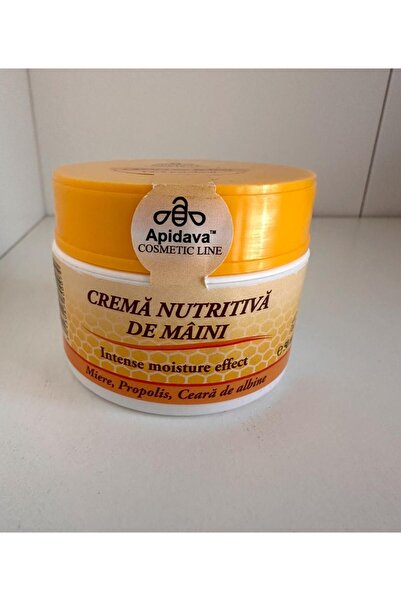 Apidava™
COSMETIC LINE
CREMĂ NUTRITIVĂ
DE MÂINI
Intense moisture effect
Miere, Propolis, Ceară de albine